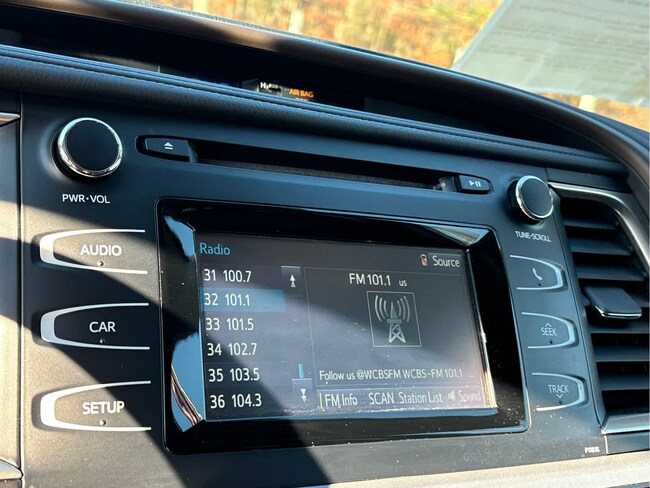 AIR BAG
PWR·VOL
TUNE·SCROLL
AUDIO
CAR
SETUP
SEEK
TRACK
Radio
Source
31 100.7
32 101.1
33 101.5
34 102.7
35 103.5
36 104.3
FM 101.1 us
Follow us @WCBSFM WCBS-FM 101.1
FM Info SCAN Station List Sound